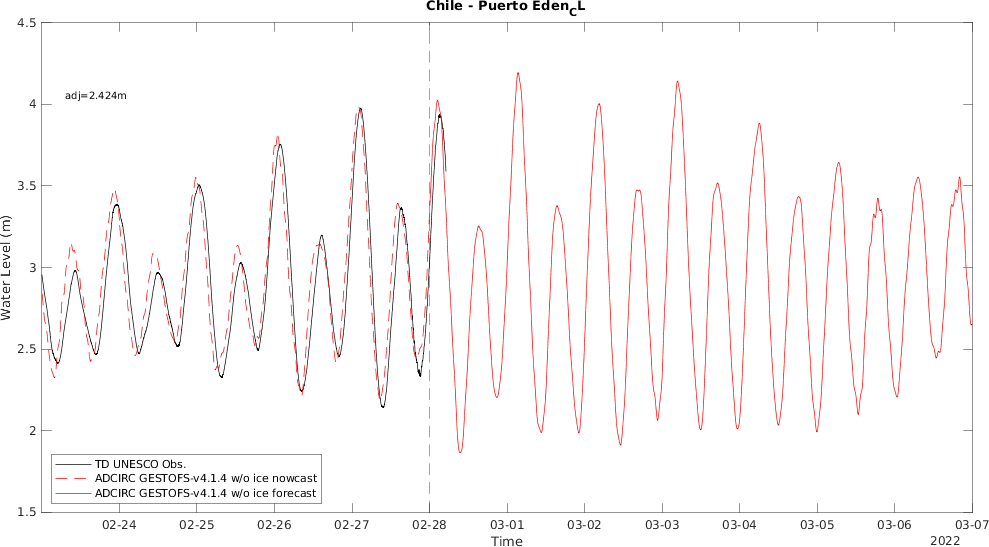 Chile - Puerto EdenCL
4.5
4
3.5
3
2.5
2
1.5
Water Level (m)
adj=2.424m
TD UNESCO Obs.
ADCIRC GESTOFS-v4.1.4 w/o ice nowcast
ADCIRC GESTOFS-v4.1.4 w/o ice forecast
02-24 02-25 02-26 02-27 02-28 03-01 03-02 03-03 03-04 03-05 03-06 03-07
Time
2022